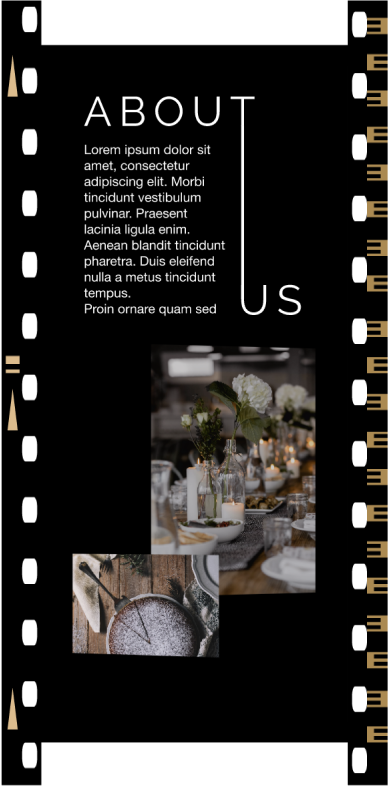 ABOUT
Lorem ipsum dolor sit
amet, consectetur
adipiscing elit. Morbi
tincidunt vestibulum
pulvinar. Praesent
lacinia ligula enim.
Aenean blandit tincidunt
pharetra. Duis eleifend
nulla a metus tincidunt
tempus.
Proin ornare quam sed
US